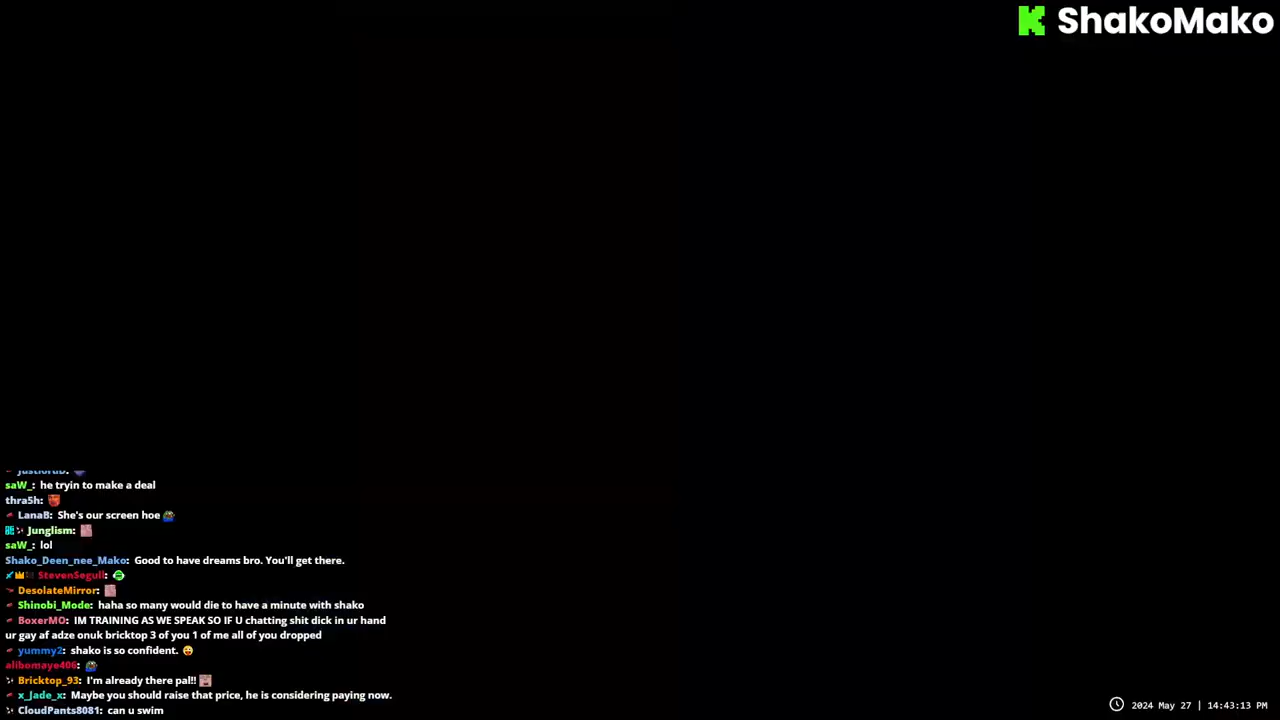 ShakoMako
saW_: he tryin to make a deal
thra5h:
LanaB: She's our screen hoe
Junglism:
saW_: lol
Shako_Deen_nee_Mako: Good to have dreams bro. You'll get there.
StevenSegull:
DesolateMirror:
Shinobi_Mode: haha so many would die to have a minute with shako
BoxerMO: IM TRAINING AS WE SPEAK SO IF U chatting shit dick in ur hand
ur gay af adze onuk bricktop 3 of you 1 of me all of you dropped
yummy2: shako is so confident.
alibomaye406:
Bricktop_93: I'm already there pal!!
x_Jade_x: Maybe you should raise that price, he is considering paying now.
CloudPants8081: can u swim
2024 May 27 | 14:43:13 PM